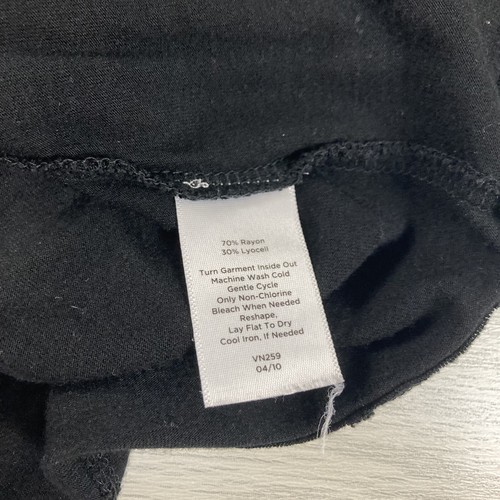 70% Rayon
30% Lyocell
Turn Garment Inside Out
Machine Wash Cold
Gentle Cycle
Only Non-Chlorine
Bleach When Needed
Reshape,
Lay Flat To Dry
Cool Iron, If Needed
VN259
04/10